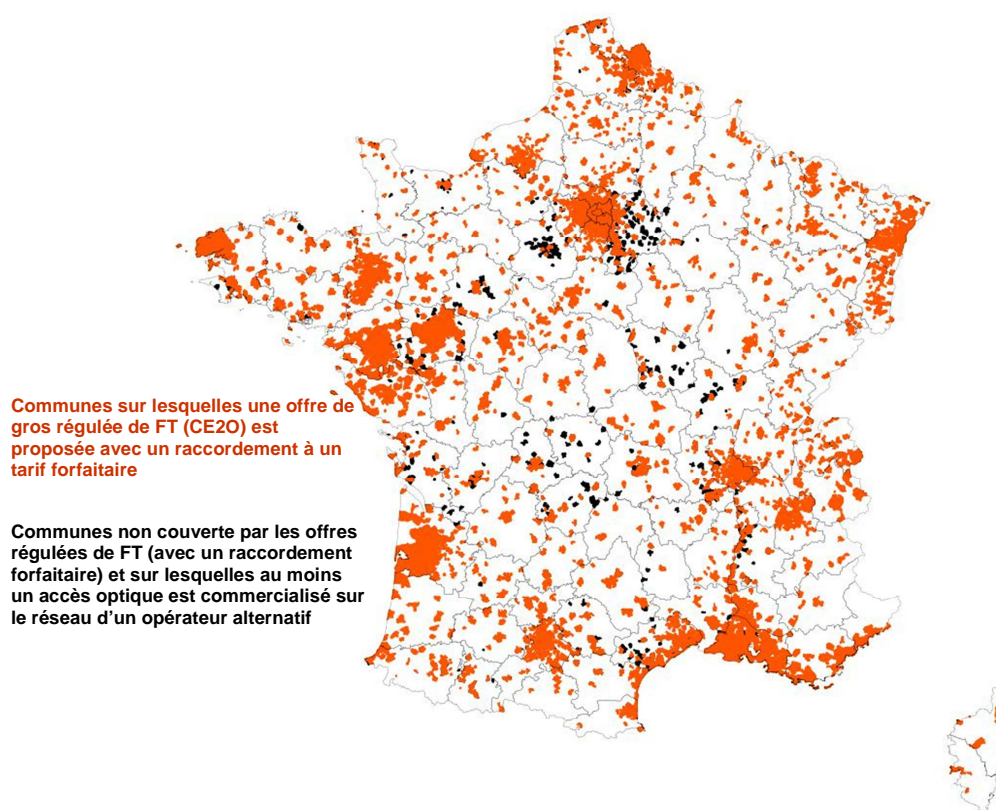 Communes sur lesquelles une offre de
gros régulée de FT (CE2O) est
proposée avec un raccordement à un
tarif forfaitaire
Communes non couverte par les offres
régulées de FT (avec un raccordement
forfaitaire) et sur lesquelles au moins
un accès optique est commercialisé sur
le réseau d’un opérateur alternatif